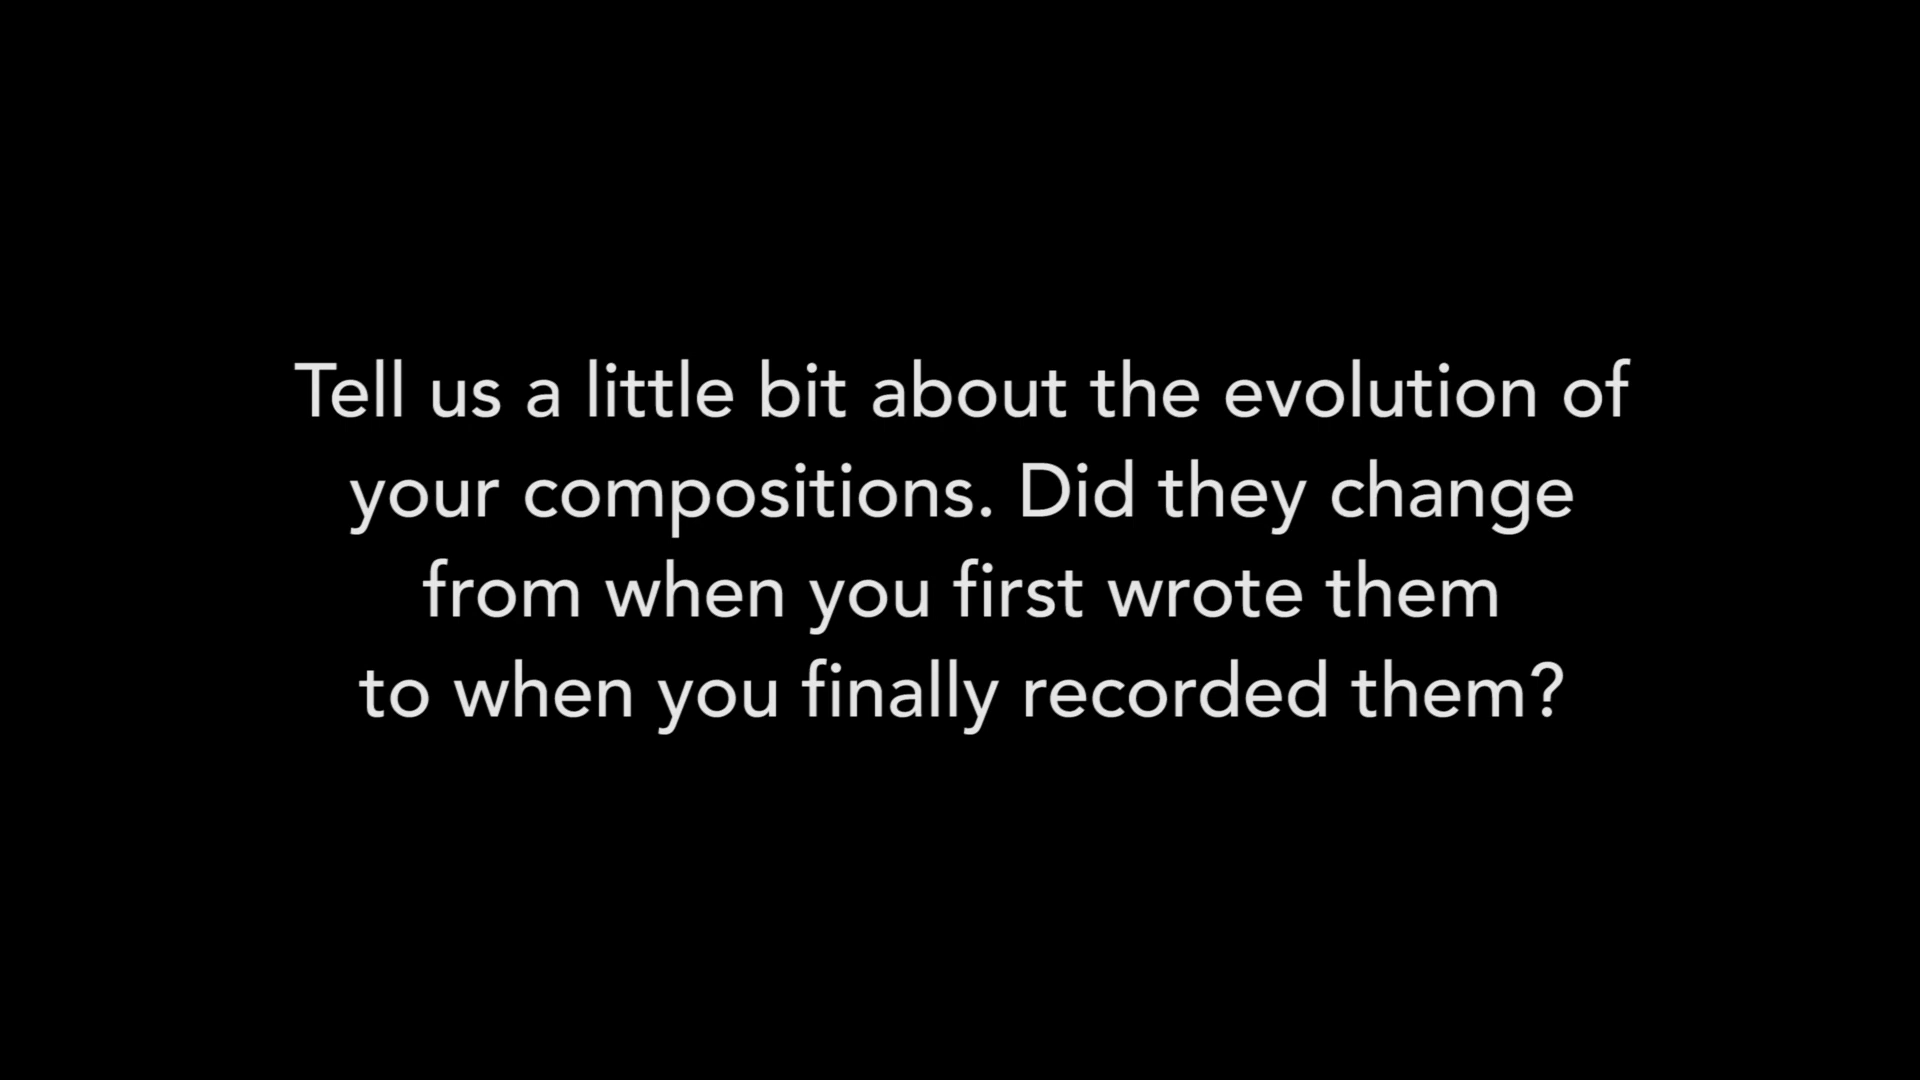 Tell us a little bit about the evolution of
your compositions. Did they change
from when you first wrote them
to when you finally recorded them?